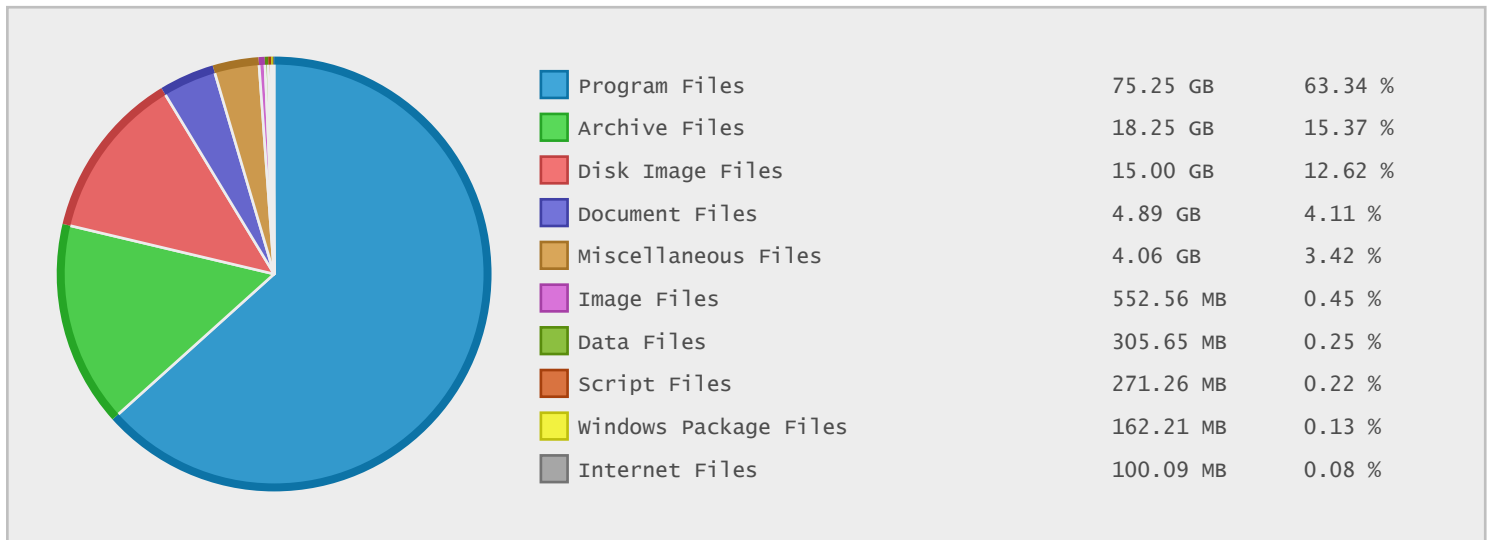 Program Files 75.25 GB 63.34 %
Archive Files 18.25 GB 15.37 %
Disk Image Files 15.00 GB 12.62 %
Document Files 4.89 GB 4.11 %
Miscellaneous Files 4.06 GB 3.42 %
Image Files 552.56 MB 0.45 %
Data Files 305.65 MB 0.25 %
Script Files 271.26 MB 0.22 %
Windows Package Files 162.21 MB 0.13 %
Internet Files 100.09 MB 0.08 %